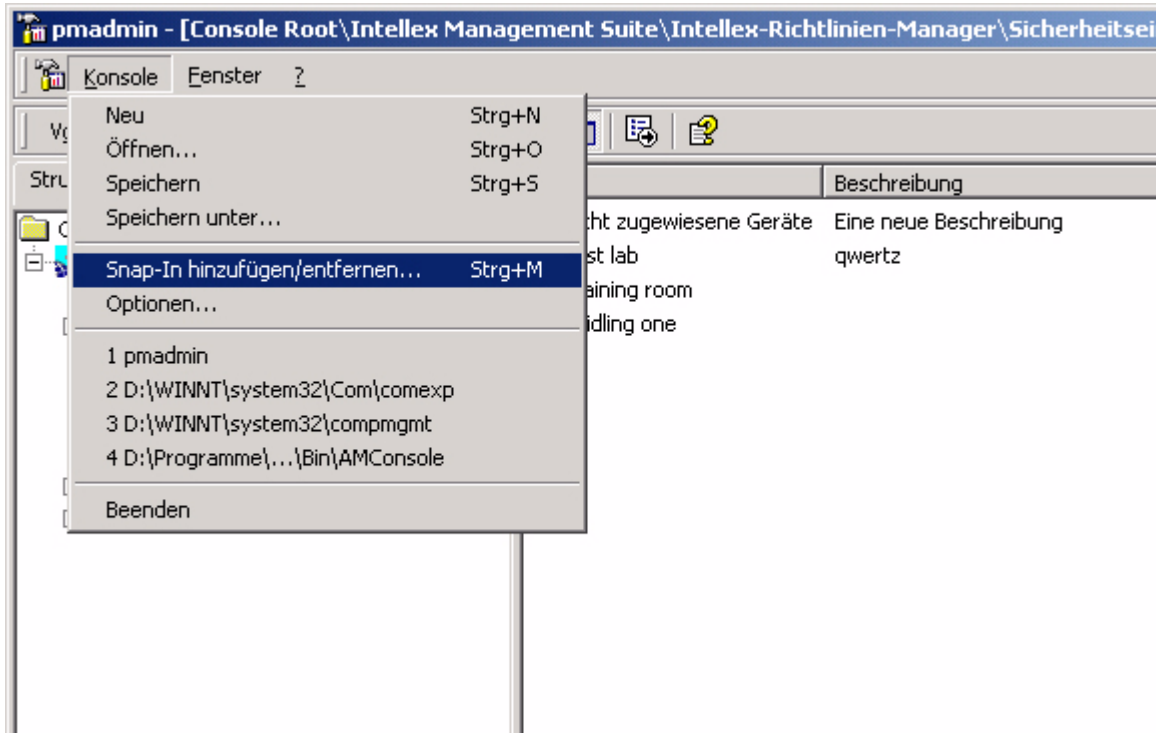 pmadmin - [Console Root\Intellex Management Suite\Intellex-Richtlinien-Manager\Sicherheitsei
Konsole Fenster ?
Neu Strg+N
Öffnen... Strg+O
Speichern Strg+S
Speichern unter...
Snap-In hinzufügen/entfernen... Strg+M
Optionen...
1 pmadmin
2 D:\WINNT\system32\Com\comexp
3 D:\WINNT\system32\compmgmt
4 D:\Programme\...\Bin\AMConsole
Beenden
Stru
Beschreibung
cht zugewiesene Geräte Eine neue Beschreibung
st lab qwertz
aining room
idling one